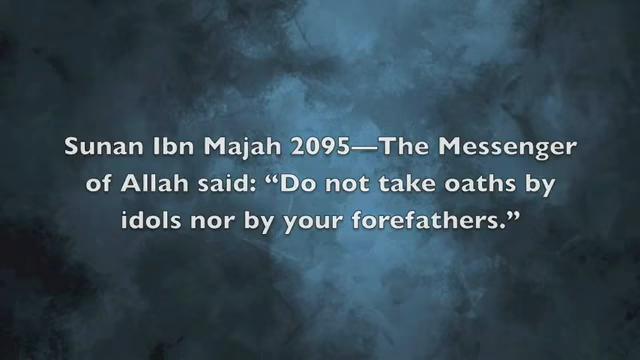 Sunan Ibn Majah 2095—The Messenger
of Allah said: “Do not take oaths by
idols nor by your forefathers.”